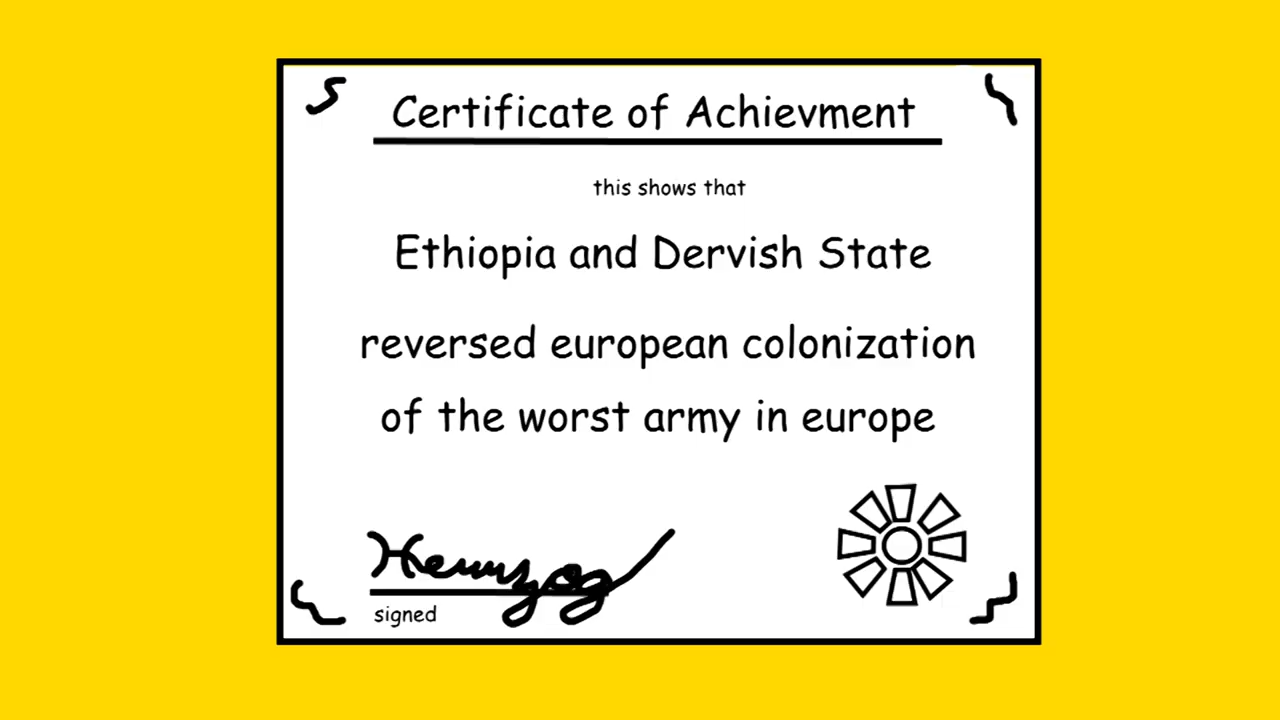 Certificate of Achievment
this shows that
Ethiopia and Dervish State
reversed european colonization
of the worst army in europe
signed